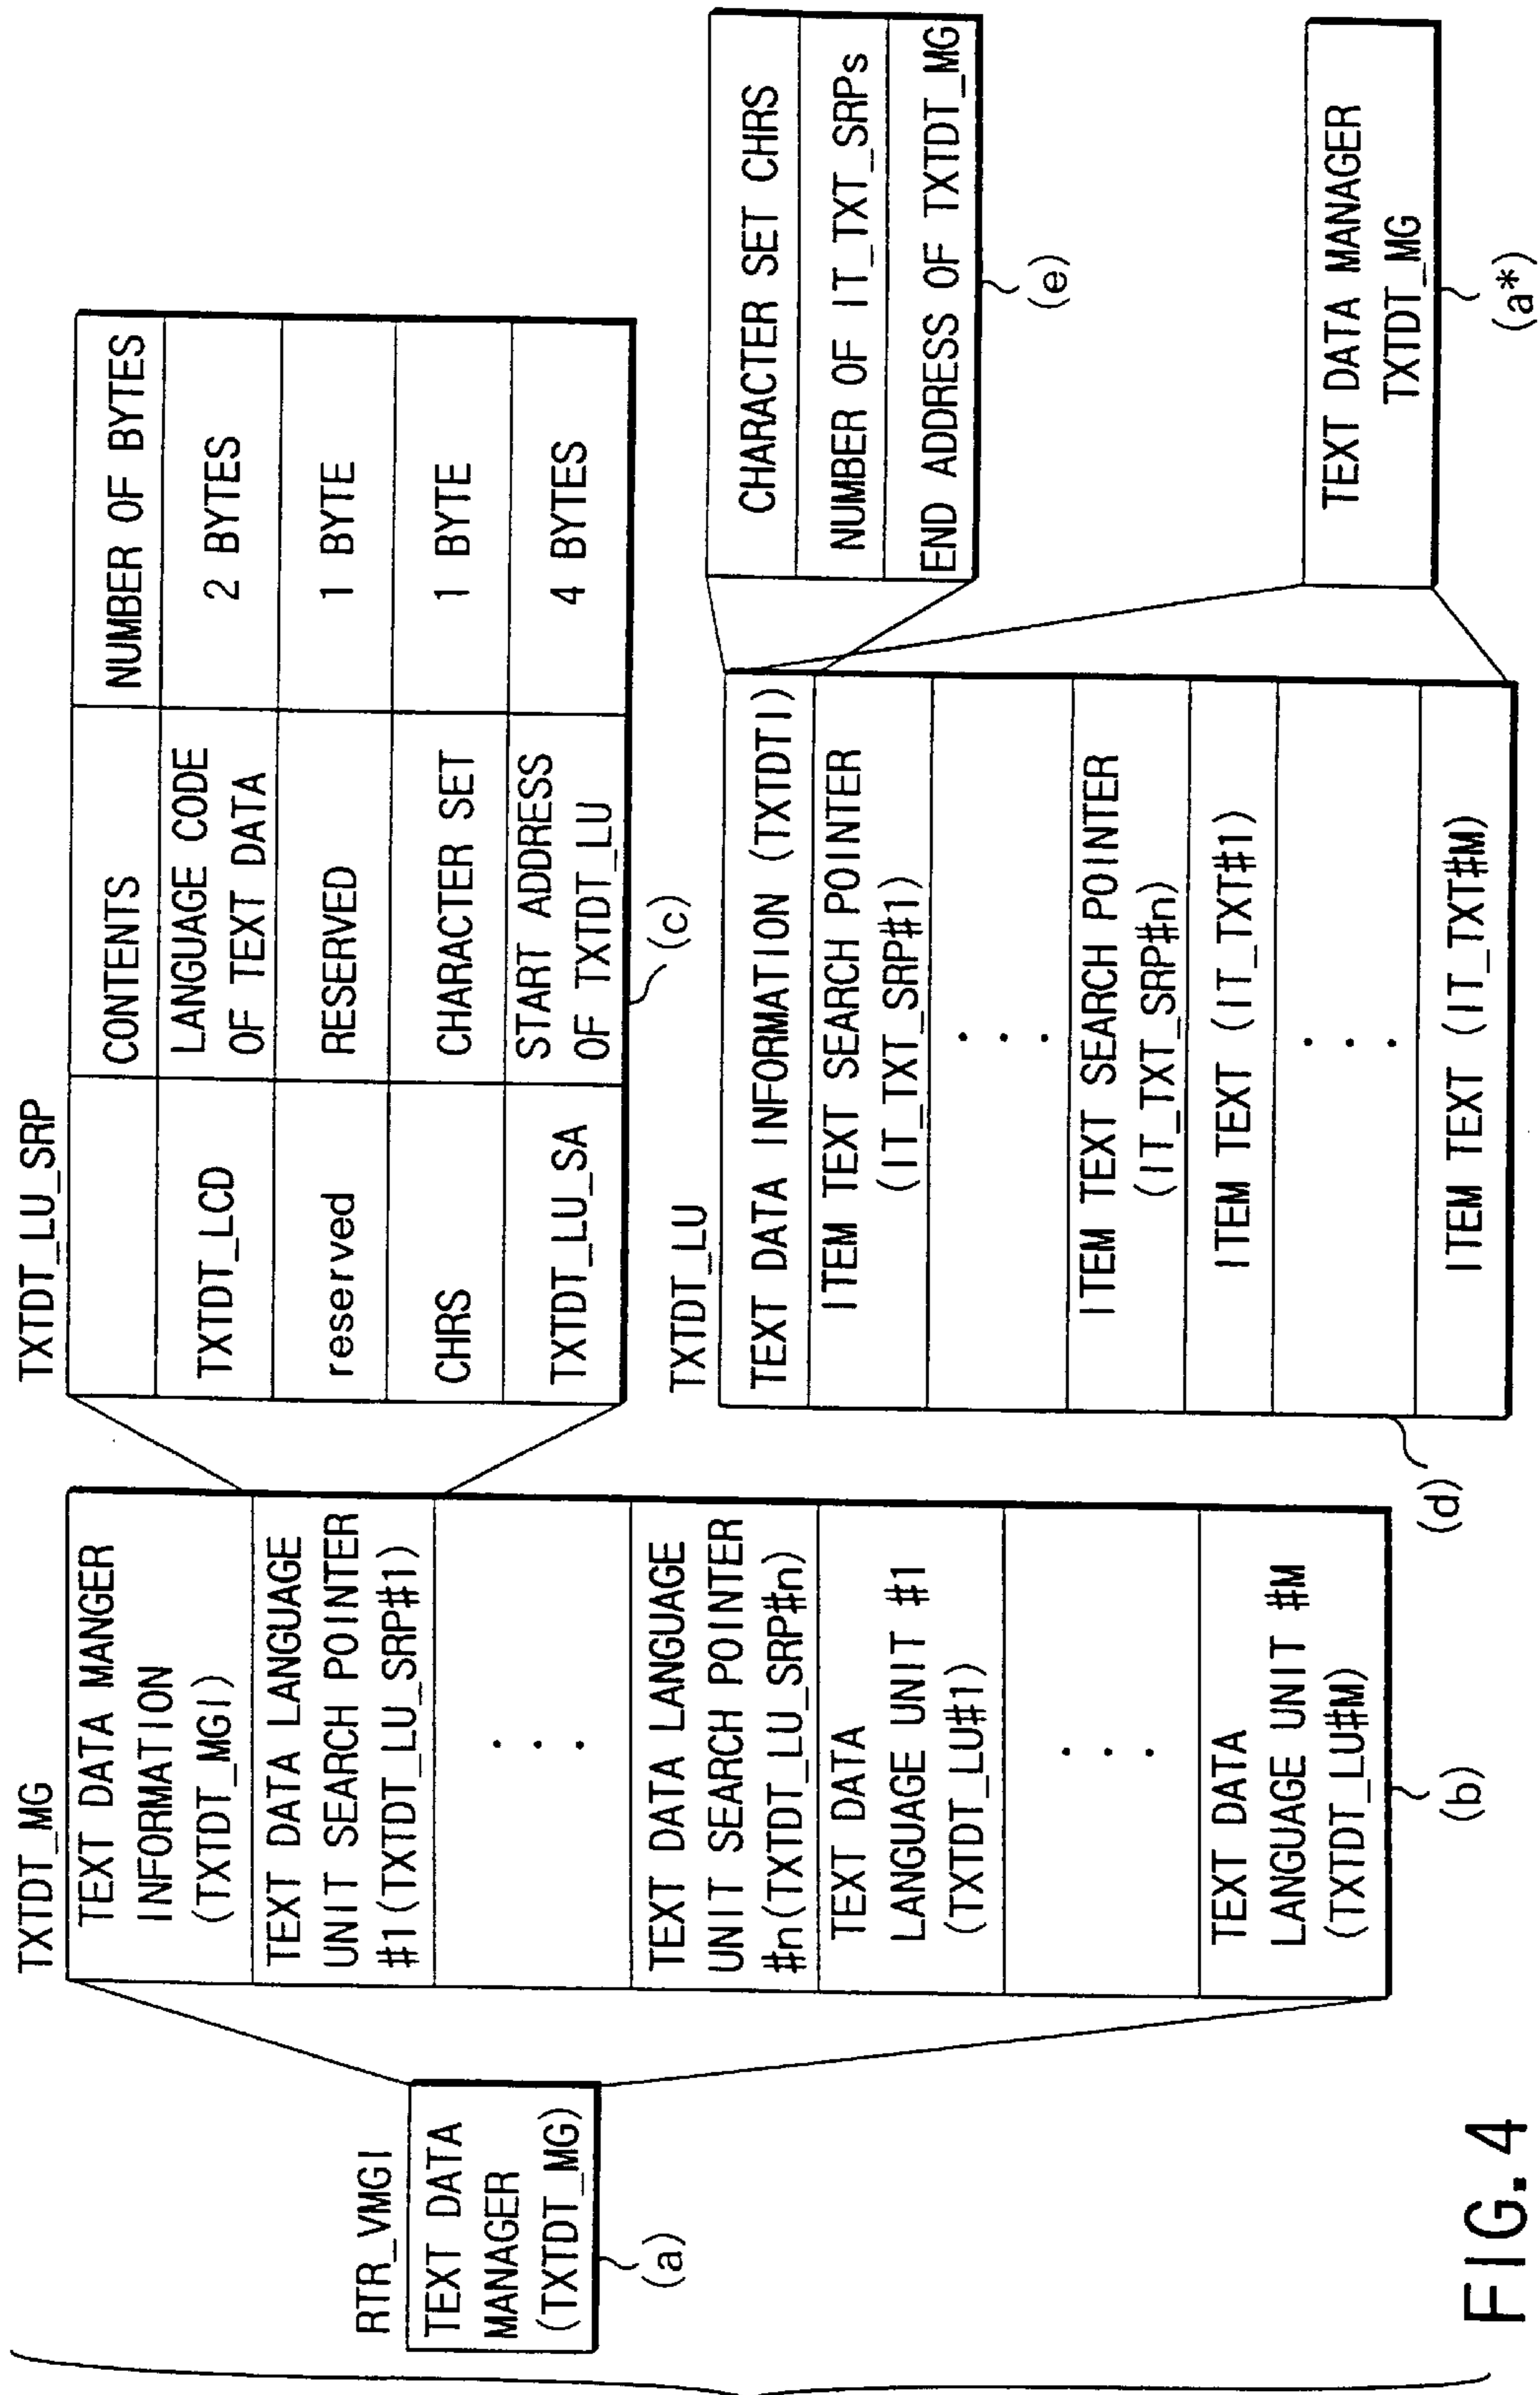 RTR_VMGI
TEXT DATA
MANAGER
(TXTDT_MG)
(a)
TXTDT_MG
TEXT DATA MANGER
INFORMATION
(TXTDT_MGI)
TEXT DATA LANGUAGE
UNIT SEARCH POINTER
#1(TXTDT_LU_SRP#1)
. . .
TEXT DATA LANGUAGE
UNIT SEARCH POINTER
#n(TXTDT_LU_SRP#n)
TEXT DATA
LANGUAGE UNIT #1
(TXTDT_LU#1)
. . .
TEXT DATA
LANGUAGE UNIT #M
(TXTDT_LU#M)
(b)
TXTDT_LU_SRP
CONTENTS NUMBER OF BYTES
TXTDT_LCD LANGUAGE CODE 2 BYTES
OF TEXT DATA
reserved RESERVED 1 BYTE
CHRS CHARACTER SET 1 BYTE
TXTDT_LU_SA START ADDRESS 4 BYTES
OF TXTDT_LU
(c)
TXTDT_LU
TEXT DATA INFORMATION (TXTDTI)
ITEM TEXT SEARCH POINTER
(IT_TXT_SRP#1)
. . .
ITEM TEXT SEARCH POINTER
(IT_TXT_SRP#n)
ITEM TEXT (IT_TXT#1)
. . .
ITEM TEXT (IT_TXT#M)
(d)
CHARACTER SET CHRS
NUMBER OF IT_TXT_SRPs
END ADDRESS OF TXTDT_MG
(e)
TEXT DATA MANAGER
TXTDT_MG
(a*)
FIG. 4